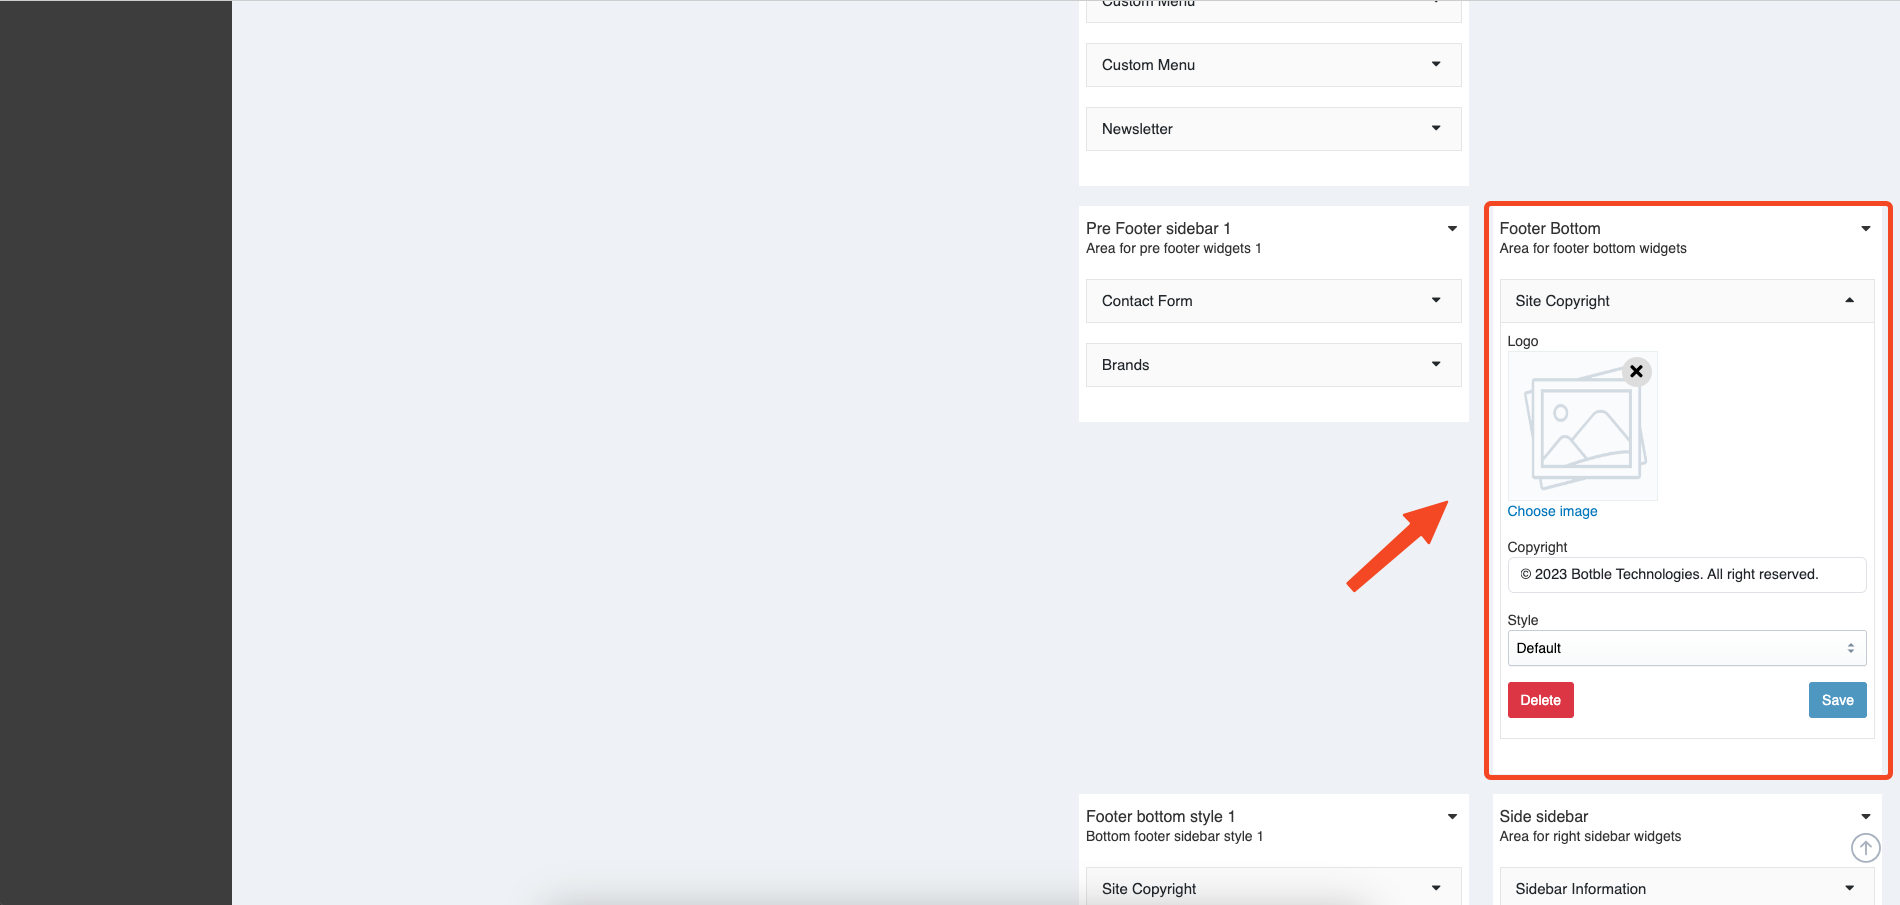 Custom Menu
Custom Menu
Newsletter
Pre Footer sidebar 1
Area for pre footer widgets 1
Contact Form
Brands
Footer Bottom
Area for footer bottom widgets
Site Copyright
Logo
Choose image
Copyright
© 2023 Botble Technologies. All right reserved.
Style
Default
Delete
Save
Footer bottom style 1
Bottom footer sidebar style 1
Site Copyright
Side sidebar
Area for right sidebar widgets
Sidebar Information